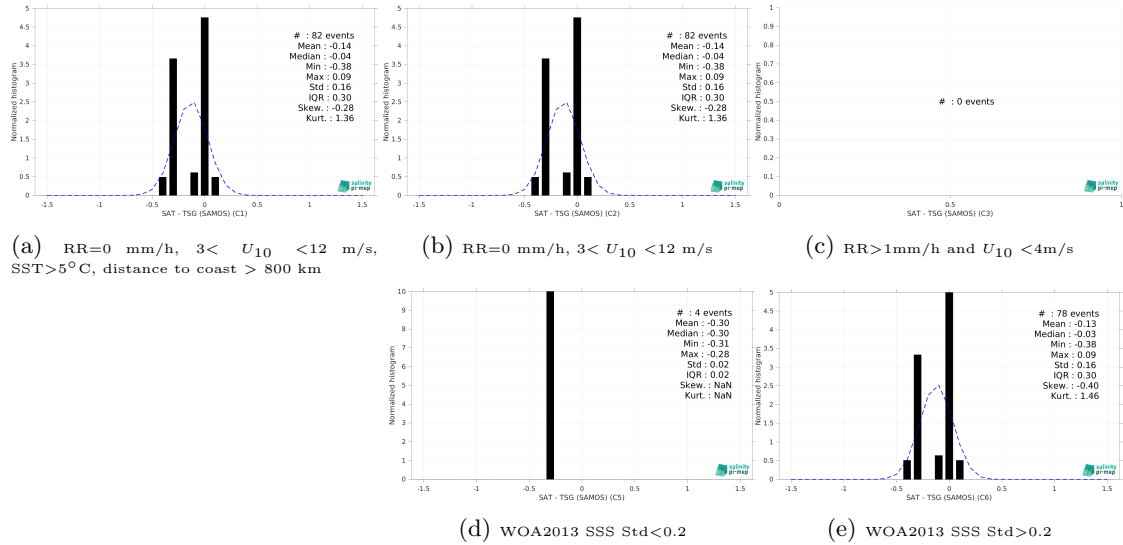 5
4.5
4
3.5
3
2.5
2
1.5
1
0.5
0
Normalized histogram
# : 82 events
Mean : -0.14
Median : -0.04
Min : -0.38
Max : 0.09
Std : 0.16
IQR : 0.30
Skew. : -0.28
Kurt. : 1.36
salinity
pi-mep
-1.5 -1 -0.5 0 0.5 1 1.5
SAT - TSG (SAMOS) (C1)
(a) RR=0 mm/h, 3< U10 <12 m/s,
SST>5°C, distance to coast > 800 km
5
4.5
4
3.5
3
2.5
2
1.5
1
0.5
0
Normalized histogram
# : 82 events
Mean : -0.14
Median : -0.04
Min : -0.38
Max : 0.09
Std : 0.16
IQR : 0.30
Skew. : -0.28
Kurt. : 1.36
salinity
pi-mep
-1.5 -1 -0.5 0 0.5 1 1.5
SAT - TSG (SAMOS) (C2)
(b) RR=0 mm/h, 3< U10 <12 m/s
1
0.9
0.8
0.7
0.6
0.5
0.4
0.3
0.2
0.1
0
Normalized histogram
# : 0 events
salinity
pi-mep
0 0.5 1
SAT - TSG (SAMOS) (C3)
(c) RR>1mm/h and U10 <4m/s
10
9
8
7
6
5
4
3
2
1
0
Normalized histogram
# : 4 events
Mean : -0.30
Median : -0.30
Min : -0.31
Max : -0.28
Std : 0.02
IQR : 0.02
Skew. : NaN
Kurt. : NaN
salinity
pi-mep
-1.5 -1 -0.5 0 0.5 1 1.5
SAT - TSG (SAMOS) (C5)
(d) WOA2013 SSS Std<0.2
5
4.5
4
3.5
3
2.5
2
1.5
1
0.5
0
Normalized histogram
# : 78 events
Mean : -0.13
Median : -0.03
Min : -0.38
Max : 0.09
Std : 0.16
IQR : 0.30
Skew. : -0.40
Kurt. : 1.46
salinity
pi-mep
-1.5 -1 -0.5 0 0.5 1 1.5
SAT - TSG (SAMOS) (C6)
(e) WOA2013 SSS Std>0.2